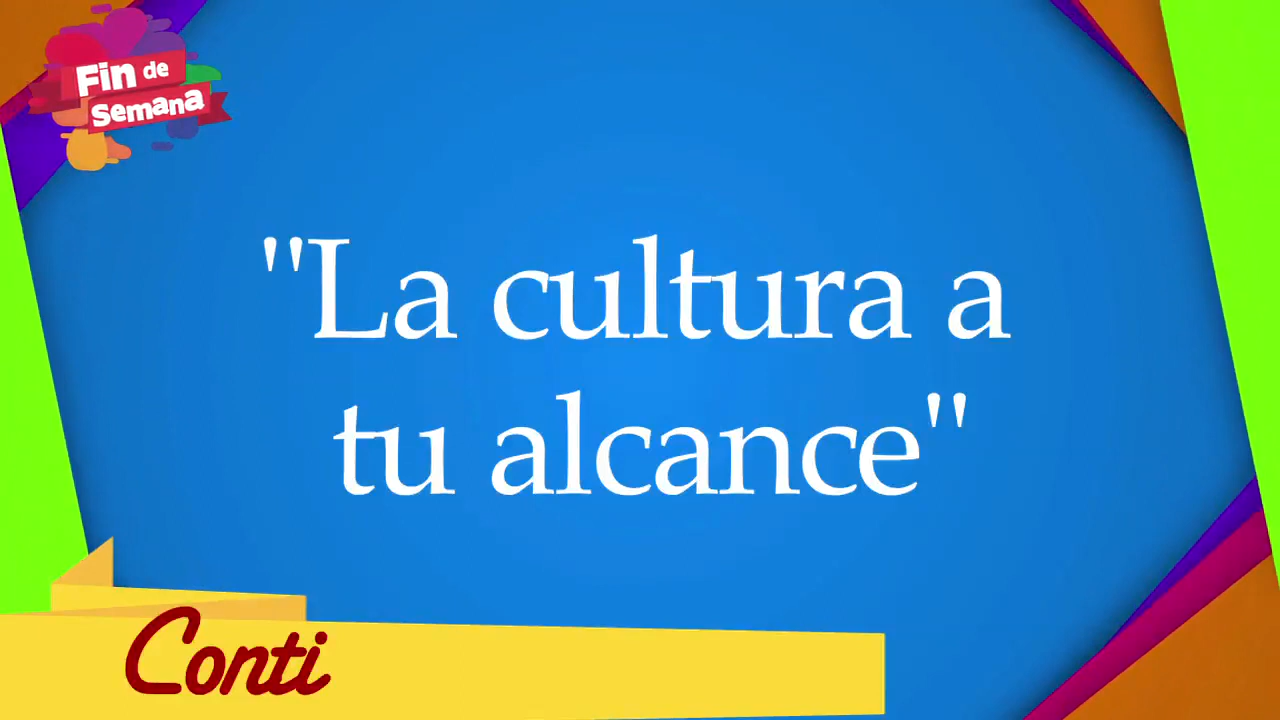 Fin de
Semana
"La cultura a
tu alcance"
Conti